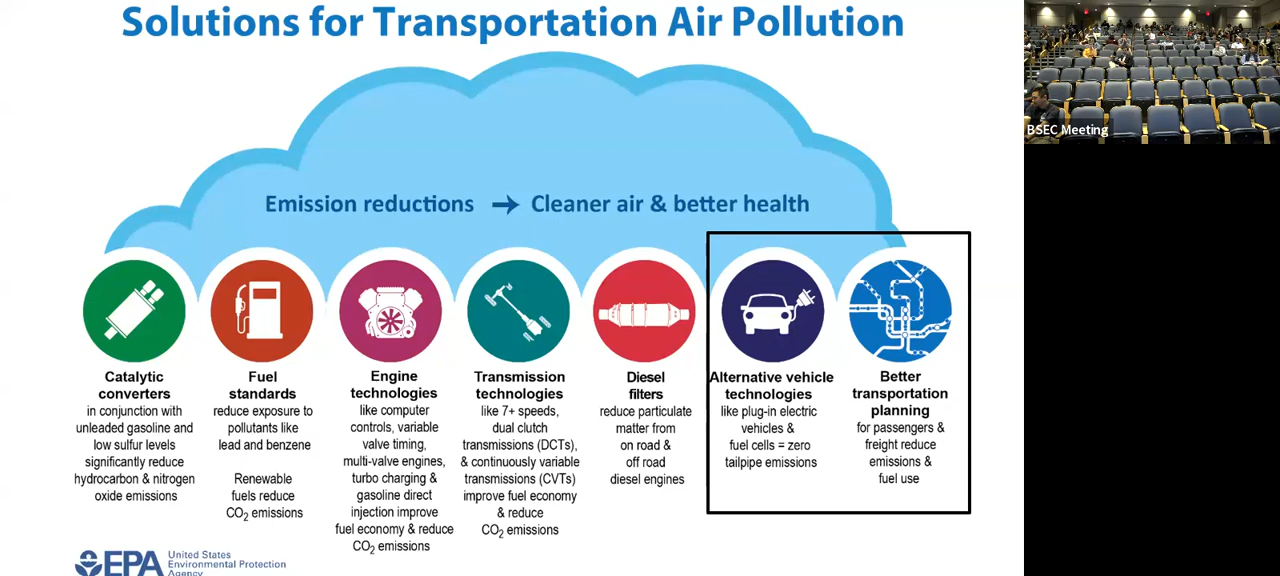 Solutions for Transportation Air Pollution
Emission reductions → Cleaner air & better health
Catalytic
converters
in conjunction with
unleaded gasoline and
low sulfur levels
significantly reduce
hydrocarbon & nitrogen
oxide emissions
Fuel
standards
reduce exposure to
pollutants like
lead and benzene
Renewable
fuels reduce
CO2 emissions
Engine
technologies
like computer
controls, variable
valve timing,
multi-valve engines,
turbo charging &
gasoline direct
injection improve
fuel economy & reduce
CO2 emissions
Transmission
technologies
like 7+ speeds,
dual clutch
transmissions (DCTs),
& continuously variable
transmissions (CVTs)
improve fuel economy
& reduce
CO2 emissions
Diesel
filters
reduce particulate
matter from
on road &
off road
diesel engines
Alternative vehicle
technologies
like plug-in electric
vehicles &
fuel cells = zero
tailpipe emissions
Better
transportation
planning
for passengers &
freight reduce
emissions &
fuel use
EPA
United States
Environmental Protection
Agency
BSEC Meeting